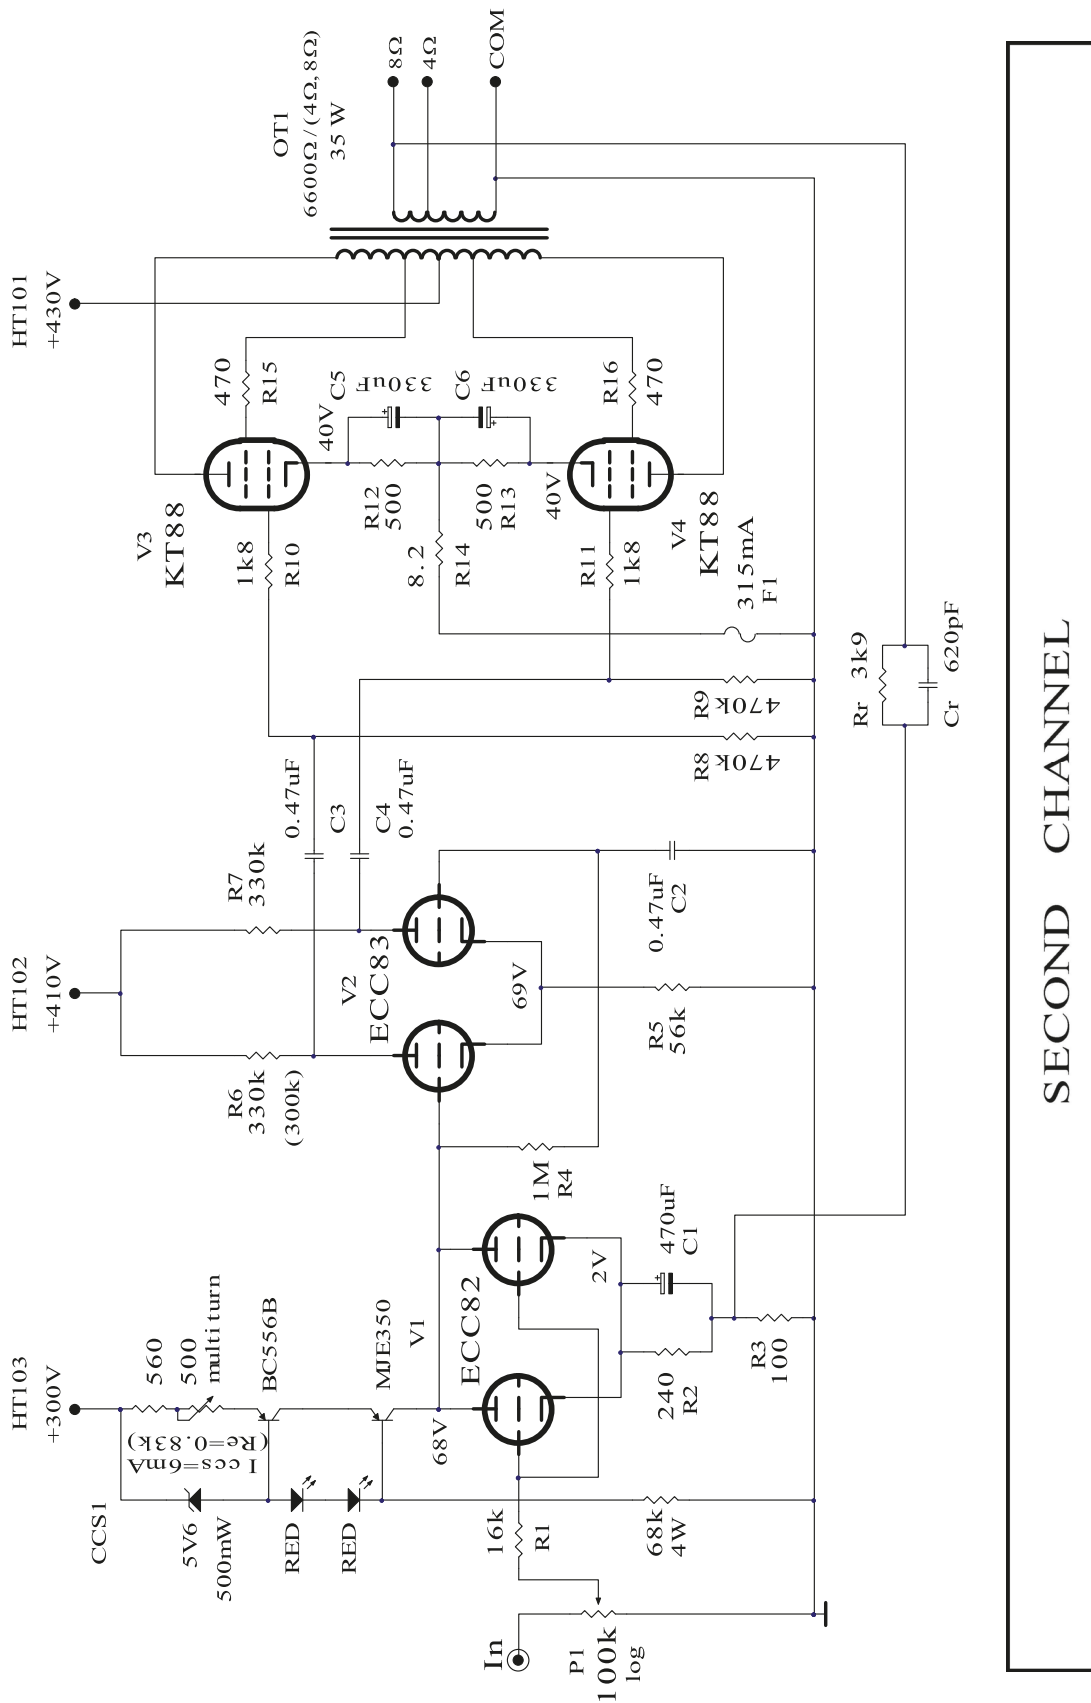 HT103
+300V
HT102
+410V
HT101
+430V
CCS1
5V6
500mW
RED
RED
Iccs=6mA
(Re=0.83k)
560
500
multiturn
BC556B
MJE350
68V
V1
ECC82
In
P1
100k
log
16k
R1
68k
4W
240
R2
2V
470uF
C1
R3
100
1M
R4
R6
330k
(300k)
R7
330k
V2
ECC83
69V
R5
56k
0.47uF
C2
0.47uF
C3
C4
0.47uF
R8
470k
R9
470k
V3
KT88
1k8
R10
470
R15
40V
C5
330uF
C6
330uF
R12
500
500
R13
8.2
R14
40V
R11
1k8
R16
470
V4
KT88
315mA
F1
OT1
6600Ω/(4Ω,8Ω)
35W
8Ω
4Ω
COM
Rr
3k9
Cr
620pF
SECOND CHANNEL